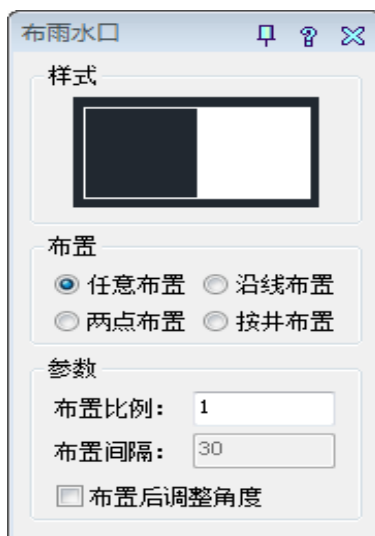 布雨水口
样式
布置
任意布置 沿线布置
两点布置 按井布置
参数
布置比例： 1
布置间隔： 30
布置后调整角度